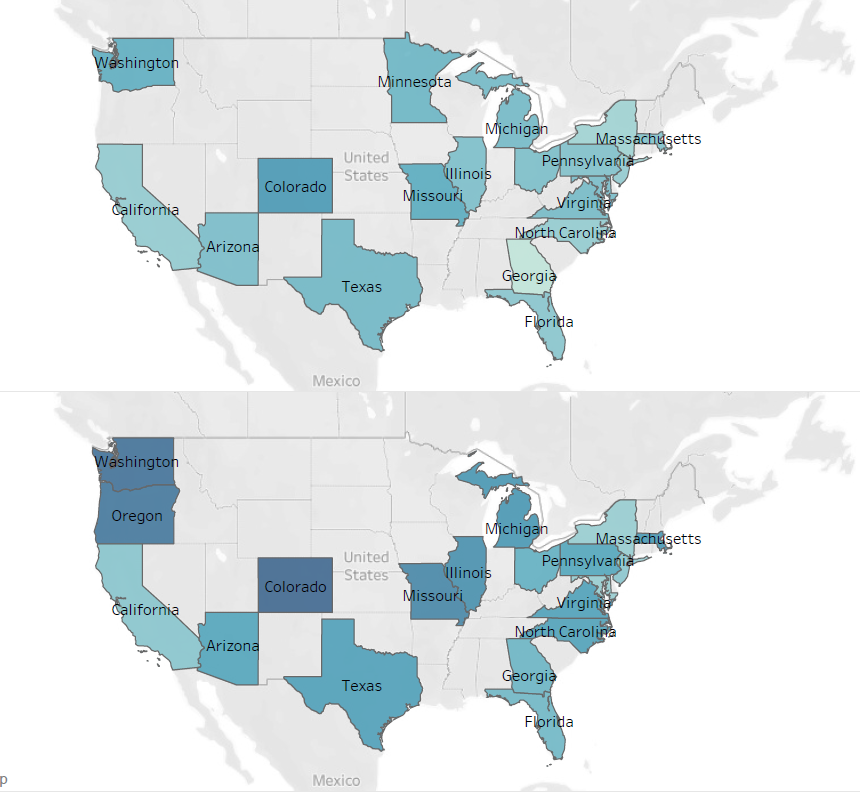 Washington
Minnesota
Michigan
Massachusetts
United
States
Pennsylvania
Illinois
Colorado
Missouri
Virginia
California
North Carolina
Arizona
Georgia
Texas
Florida
Mexico
Washington
Oregon
Michigan
Massachusetts
United
States
Pennsylvania
Illinois
Colorado
Missouri
Virginia
California
North Carolina
Arizona
Georgia
Texas
Florida
Mexico
p